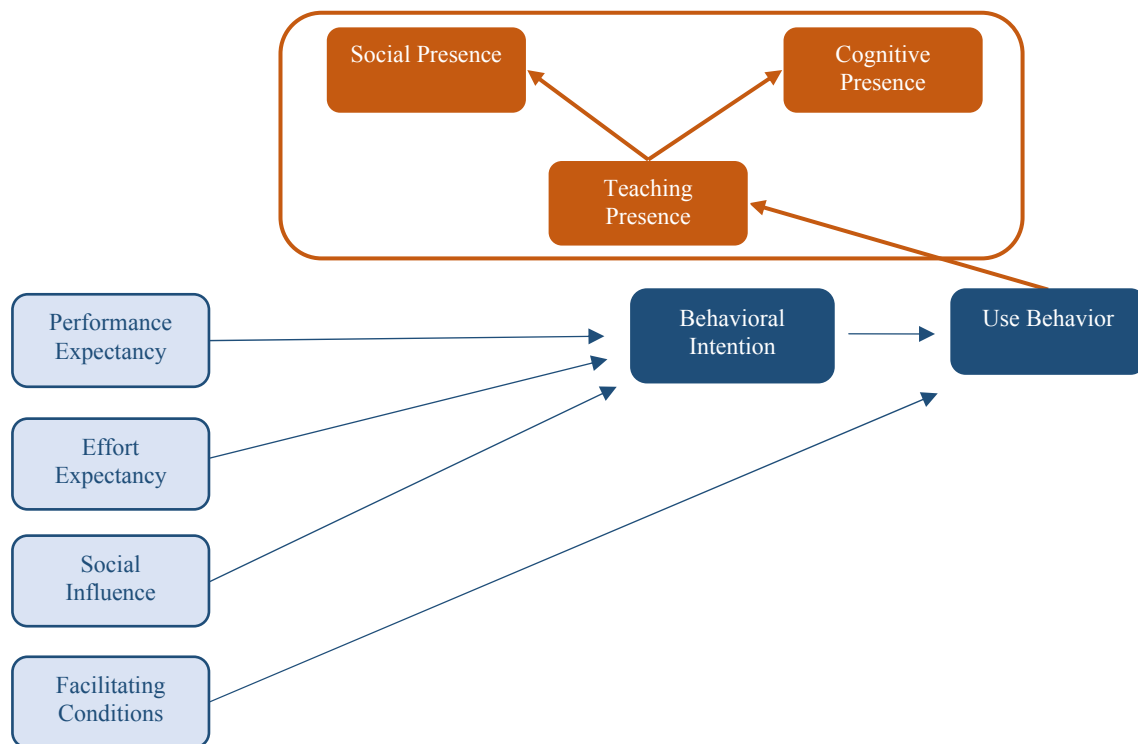 Social Presence
Cognitive
Presence
Teaching
Presence
Performance
Expectancy
Behavioral
Intention
Use Behavior
Effort
Expectancy
Social
Influence
Facilitating
Conditions